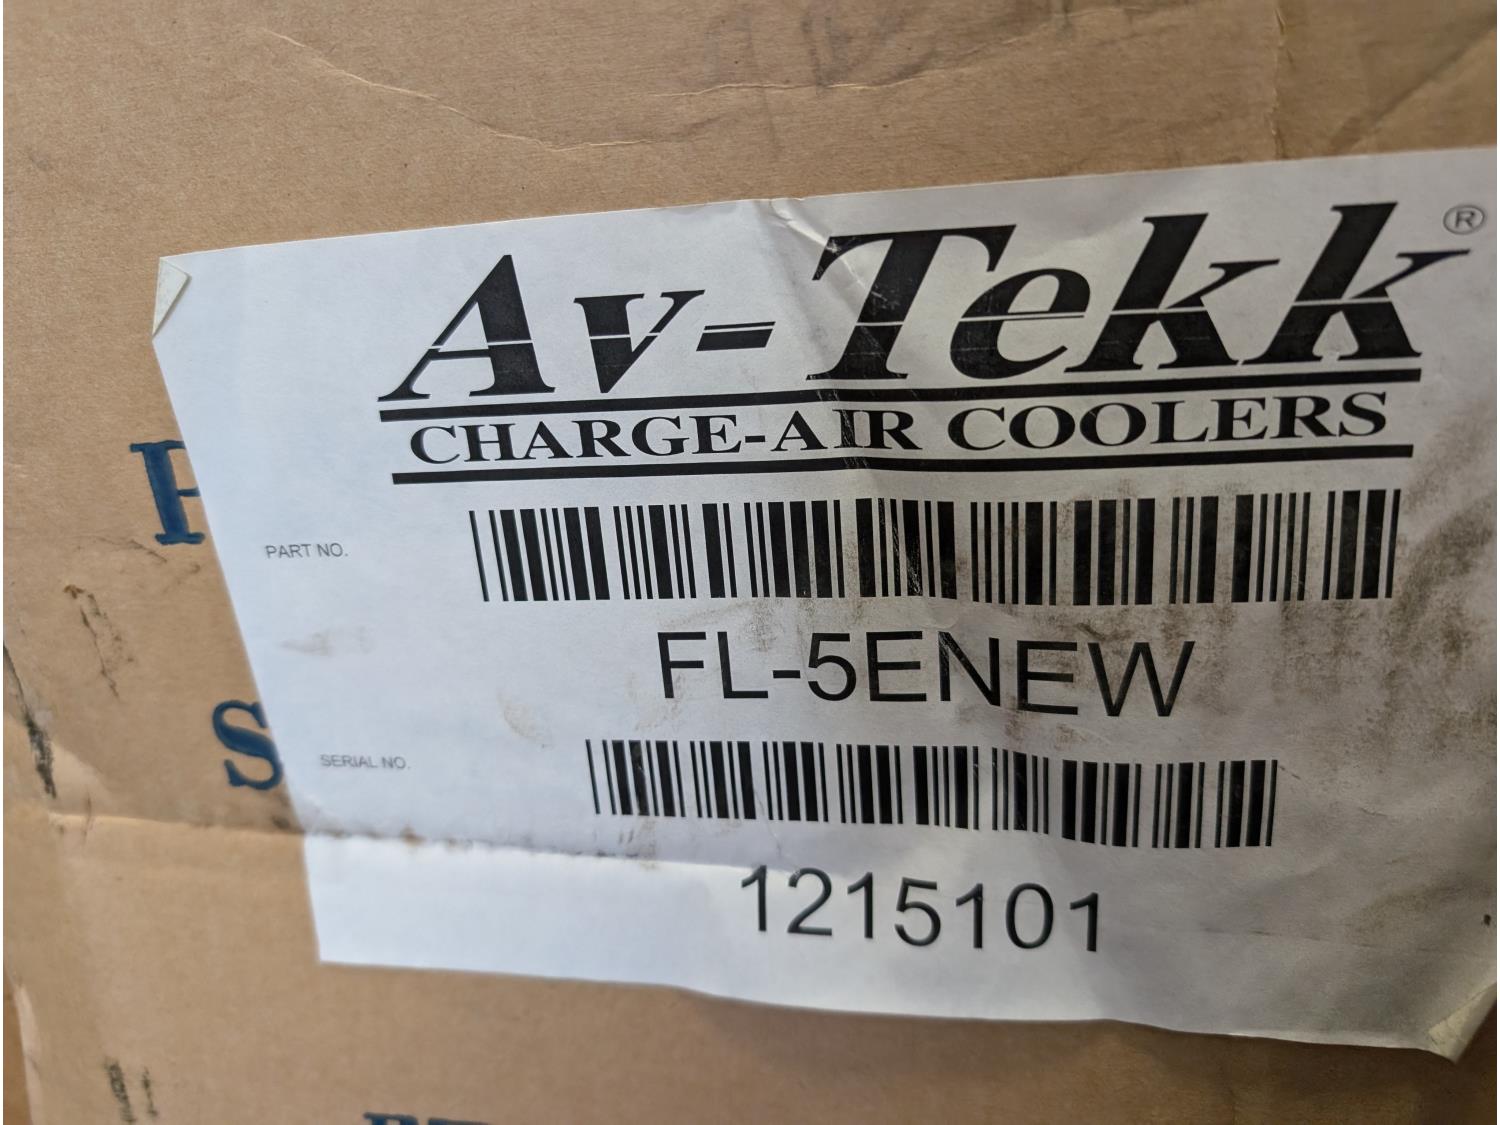 Av-Tekk®
CHARGE-AIR COOLERS
PART NO.
FL-5ENEW
SERIAL NO.
1215101